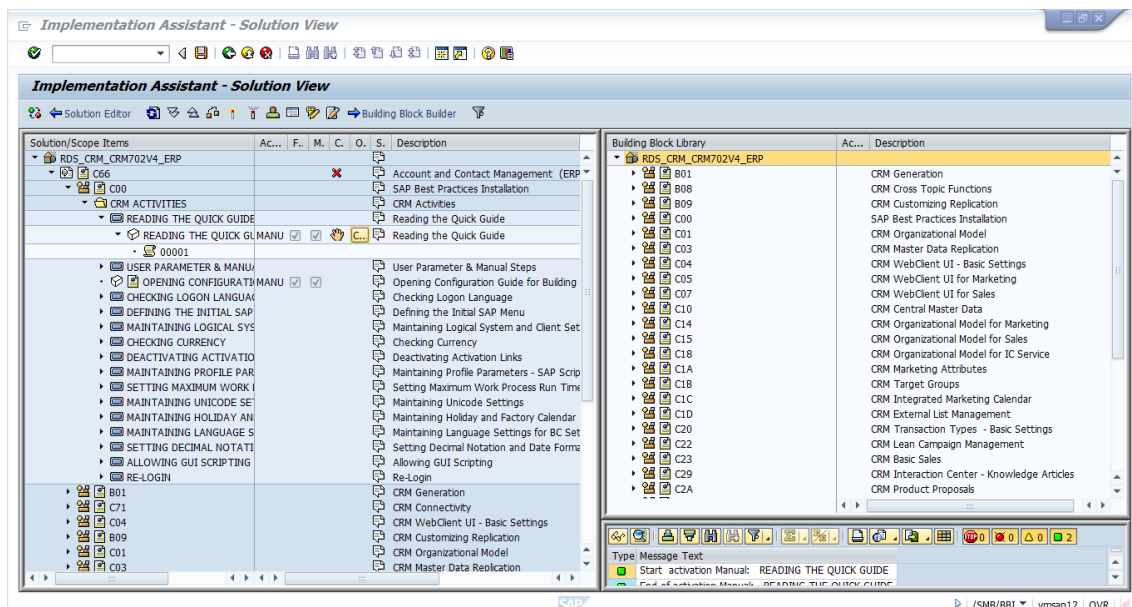 Implementation Assistant - Solution View
Implementation Assistant - Solution View
Solution Editor Building Block Builder
Solution/Scope Items Ac... F.. M. C. O. S. Description
RDS_CRM_CRM702V4_ERP
C66 Account and Contact Management (ERP
C00 SAP Best Practices Installation
CRM ACTIVITIES CRM Activities
READING THE QUICK GUIDE Reading the Quick Guide
READING THE QUICK GU MANU C... Reading the Quick Guide
00001
USER PARAMETER & MANU User Parameter & Manual Steps
OPENING CONFIGURATI MANU Opening Configuration Guide for Building
CHECKING LOGON LANGUA Checking Logon Language
DEFINING THE INITIAL SAP Defining the Initial SAP Menu
MAINTAINING LOGICAL SYS Maintaining Logical System and Client Set
CHECKING CURRENCY Checking Currency
DEACTIVATING ACTIVATIO Deactivating Activation Links
MAINTAINING PROFILE PAR Maintaining Profile Parameters - SAP Scrip
SETTING MAXIMUM WORK Setting Maximum Work Process Run Time
MAINTAINING UNICODE SE Maintaining Unicode Settings
MAINTAINING HOLIDAY AN Maintaining Holiday and Factory Calendar
MAINTAINING LANGUAGE S Maintaining Language Settings for BC Set
SETTING DECIMAL NOTATI Setting Decimal Notation and Date Forma
ALLOWING GUI SCRIPTING Allowing GUI Scripting
RE-LOGIN Re-Login
B01 CRM Generation
C71 CRM Connectivity
C04 CRM WebClient UI - Basic Settings
B09 CRM Customizing Replication
C01 CRM Organizational Model
C03 CRM Master Data Replication
Building Block Library Ac... Description
RDS_CRM_CRM702V4_ERP
B01 CRM Generation
B08 CRM Cross Topic Functions
B09 CRM Customizing Replication
C00 SAP Best Practices Installation
C01 CRM Organizational Model
C03 CRM Master Data Replication
C04 CRM WebClient UI - Basic Settings
C05 CRM WebClient UI for Marketing
C07 CRM WebClient UI for Sales
C10 CRM Central Master Data
C14 CRM Organizational Model for Marketing
C15 CRM Organizational Model for Sales
C18 CRM Organizational Model for IC Service
C1A CRM Marketing Attributes
C1B CRM Target Groups
C1C CRM Integrated Marketing Calendar
C1D CRM External List Management
C20 CRM Transaction Types - Basic Settings
C22 CRM Lean Campaign Management
C23 CRM Basic Sales
C29 CRM Interaction Center - Knowledge Articles
C2A CRM Product Proposals
STOP 0 0 0 2
Type Message Text
Start activation Manual: READING THE QUICK GUIDE
End of activation Manual: READING THE QUICK GUIDE
SAP /SMB/BBI vmsap12 OVR